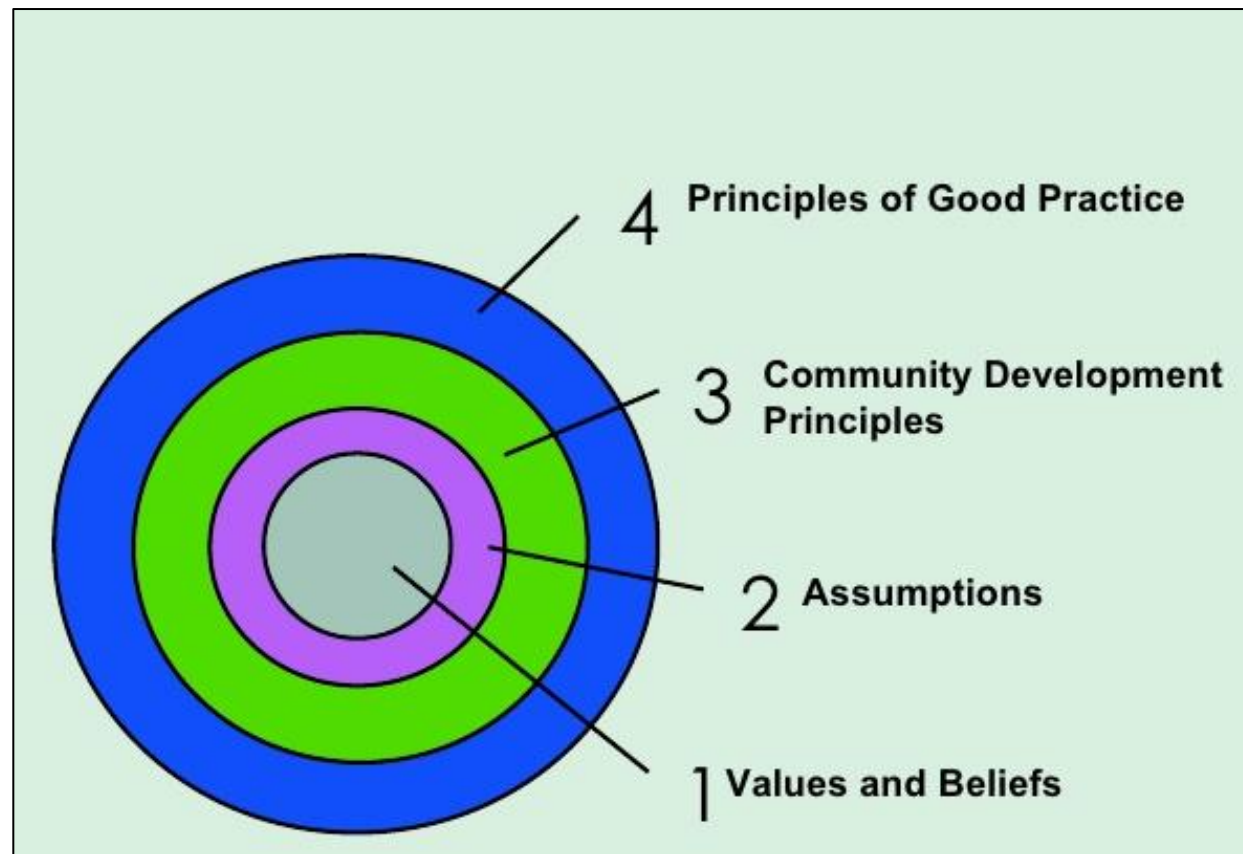 4 Principles of Good Practice
3 Community Development
Principles
2 Assumptions
1 Values and Beliefs